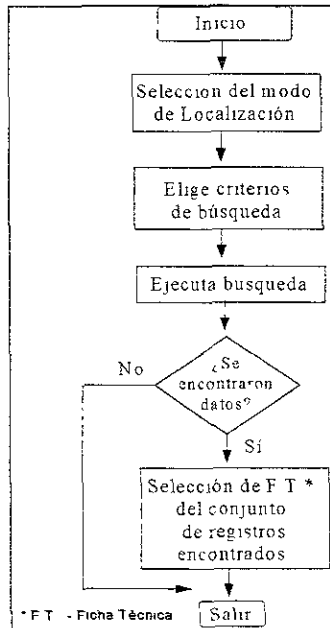 Inicio
Seleccion del modo
de Localización
Elige criterios
de búsqueda
Ejecuta busqueda
¿Se
encontraron
datos?
No
Sí
Selección de F T *
del conjunto
de registros
encontrados
* F T - Ficha Técnica
Salir